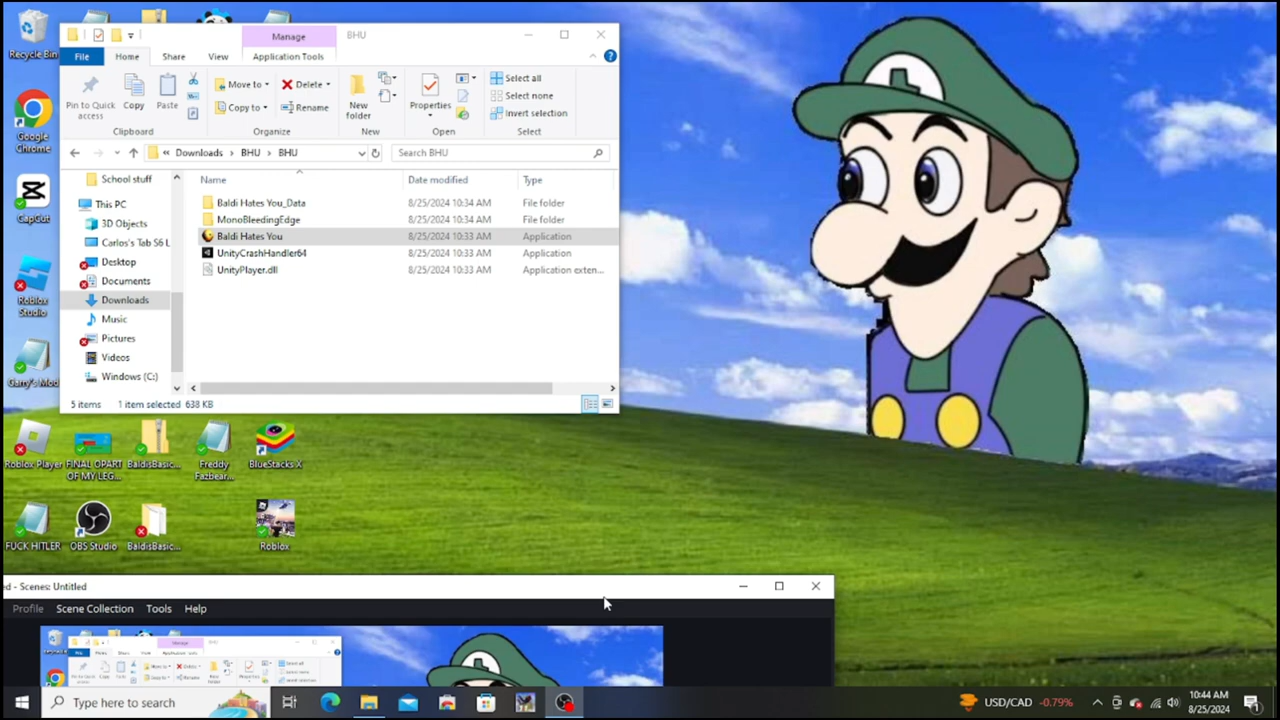 Manage
BHU
File
Home
Share
View
Application Tools
Pin to Quick
access
Copy
Paste
Move to
Copy to
Delete
Rename
New
folder
Properties
Select all
Select none
Invert selection
Clipboard
Organize
New
Open
Select
« Downloads > BHU > BHU
Search BHU
School stuff
This PC
3D Objects
Carlos's Tab S6 L
Desktop
Documents
Downloads
Music
Pictures
Videos
Windows (C:)
Name
Date modified
Type
Baldi Hates You_Data
8/25/2024 10:34 AM
File folder
MonoBleedingEdge
8/25/2024 10:34 AM
File folder
Baldi Hates You
8/25/2024 10:33 AM
Application
UnityCrashHandler64
8/25/2024 10:33 AM
Application
UnityPlayer.dll
8/25/2024 10:33 AM
Application exten...
5 items
1 item selected 638 KB
Recycle Bin
Google
Chrome
CapCut
Roblox
Studio
Garry's Mod
Roblox Player
FINAL OPART
OF MY LEG...
BaldisBasic...
Freddy
Fazbear...
BlueStacks X
FUCK HITLER
OBS Studio
BaldisBasic...
Roblox
ed - Scenes: Untitled
Profile
Scene Collection
Tools
Help
Type here to search
USD/CAD -0.79%
10:44 AM
8/25/2024